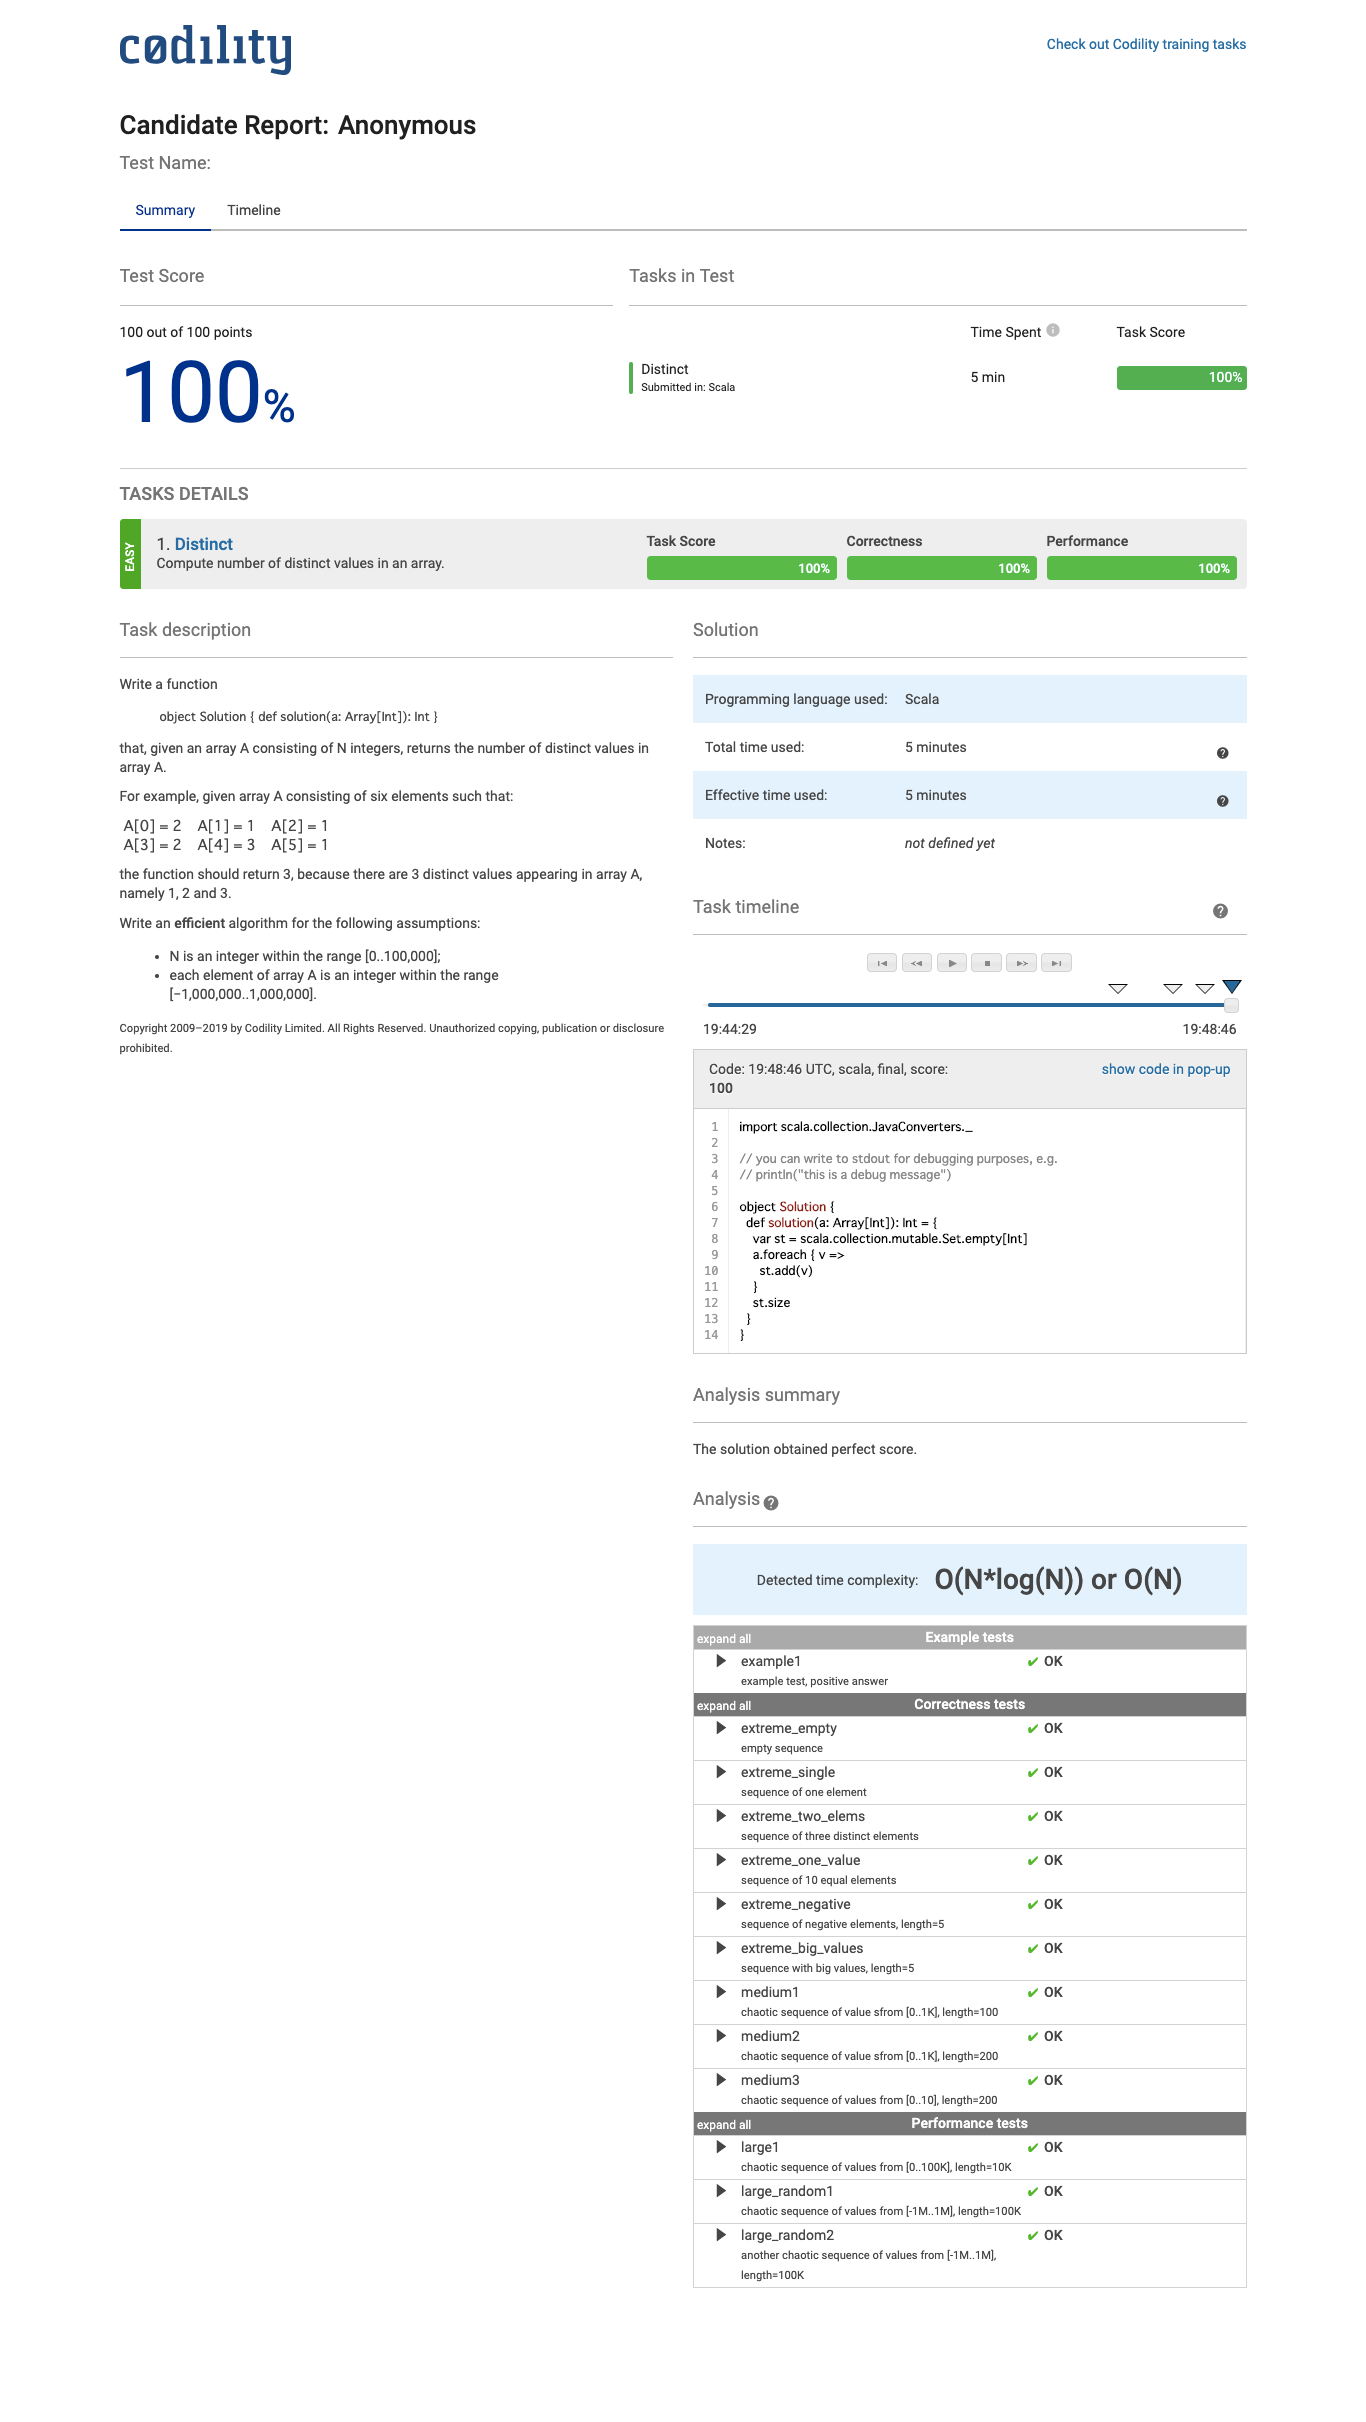 cødility
Check out Codility training tasks
Candidate Report: Anonymous
Test Name:
Summary Timeline
Test Score
Tasks in Test
100 out of 100 points
100%
Time Spent Task Score
Distinct
Submitted in: Scala
5 min
100%
TASKS DETAILS
EASY
1. Distinct
Compute number of distinct values in an array.
Task Score
100%
Correctness
100%
Performance
100%
Task description
Write a function
object Solution { def solution(a: Array[Int]): Int }
that, given an array A consisting of N integers, returns the number of distinct values in
array A.
For example, given array A consisting of six elements such that:
A[0] = 2 A[1] = 1 A[2] = 1
A[3] = 2 A[4] = 3 A[5] = 1
the function should return 3, because there are 3 distinct values appearing in array A,
namely 1, 2 and 3.
Write an efficient algorithm for the following assumptions:
• N is an integer within the range [0..100,000];
• each element of array A is an integer within the range
[−1,000,000..1,000,000].
Copyright 2009–2019 by Codility Limited. All Rights Reserved. Unauthorized copying, publication or disclosure
prohibited.
Solution
Programming language used: Scala
Total time used: 5 minutes
Effective time used: 5 minutes
Notes: not defined yet
Task timeline
19:44:29 19:48:46
Code: 19:48:46 UTC, scala, final, score:
100
show code in pop-up
1 import scala.collection.JavaConverters._
2
3 // you can write to stdout for debugging purposes, e.g.
4 // println("this is a debug message")
5
6 object Solution {
7 def solution(a: Array[Int]): Int = {
8 var st = scala.collection.mutable.Set.empty[Int]
9 a.foreach { v =>
10 st.add(v)
11 }
12 st.size
13 }
14 }
Analysis summary
The solution obtained perfect score.
Analysis
Detected time complexity: O(N*log(N)) or O(N)
expand all Example tests
example1 ✔ OK
example test, positive answer
expand all Correctness tests
extreme_empty ✔ OK
empty sequence
extreme_single ✔ OK
sequence of one element
extreme_two_elems ✔ OK
sequence of three distinct elements
extreme_one_value ✔ OK
sequence of 10 equal elements
extreme_negative ✔ OK
sequence of negative elements, length=5
extreme_big_values ✔ OK
sequence with big values, length=5
medium1 ✔ OK
chaotic sequence of value sfrom [0..1K], length=100
medium2 ✔ OK
chaotic sequence of value sfrom [0..1K], length=200
medium3 ✔ OK
chaotic sequence of values from [0..10], length=200
expand all Performance tests
large1 ✔ OK
chaotic sequence of values from [0..100K], length=10K
large_random1 ✔ OK
chaotic sequence of values from [-1M..1M], length=100K
large_random2 ✔ OK
another chaotic sequence of values from [-1M..1M],
length=100K